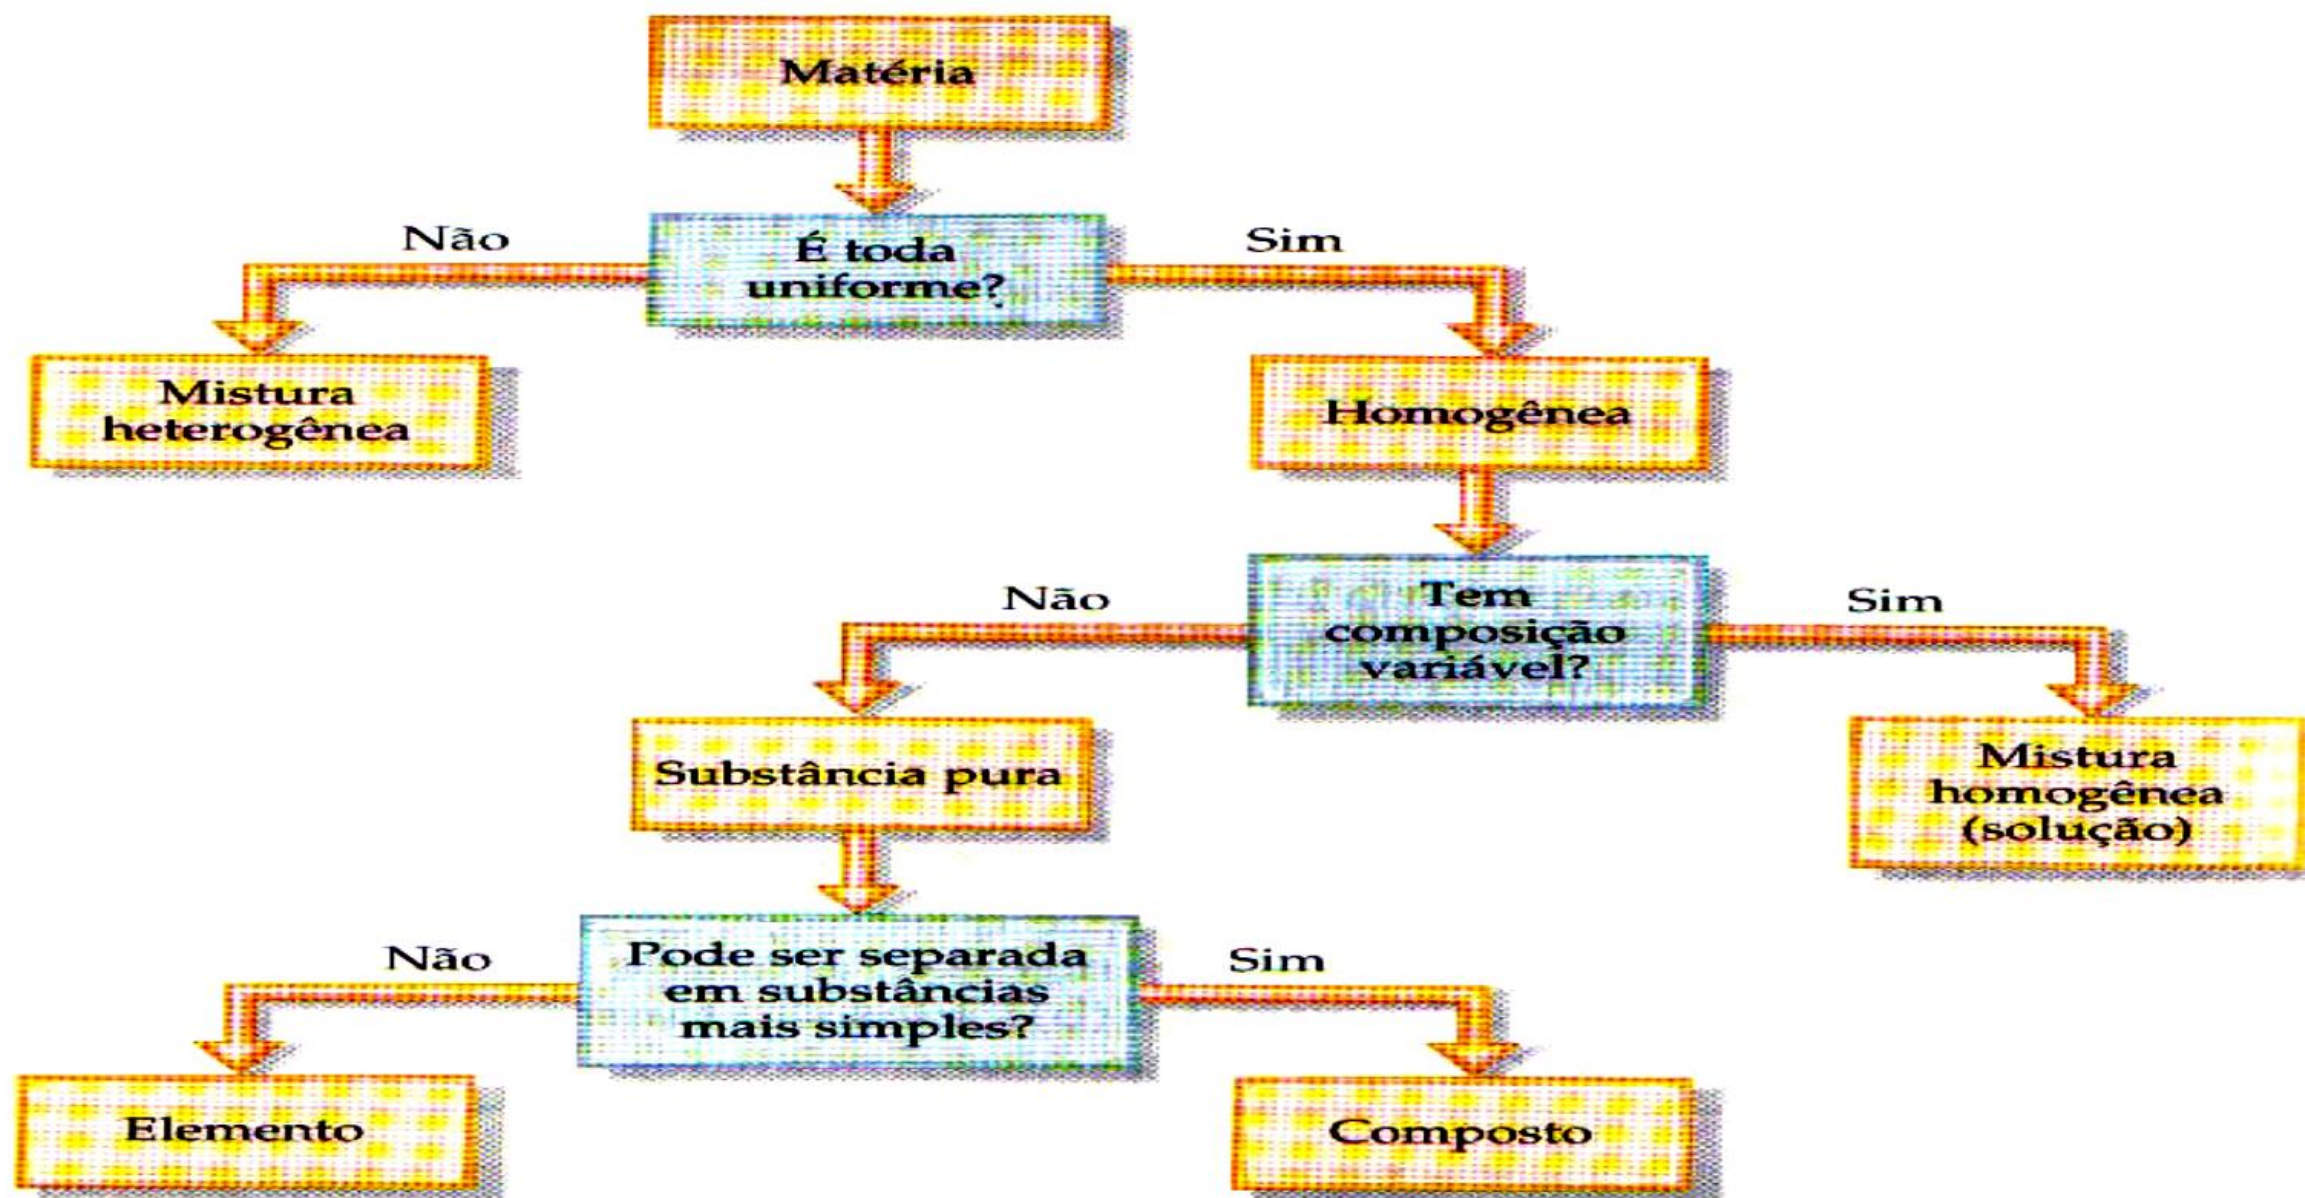 Matéria
Não
É toda
uniforme?
Sim
Mistura
heterogênea
Homogênea
Não
Tem
composição
variável?
Sim
Substância pura
Mistura
homogênea
(solução)
Não
Pode ser separada
em substâncias
mais simples?
Sim
Elemento
Composto